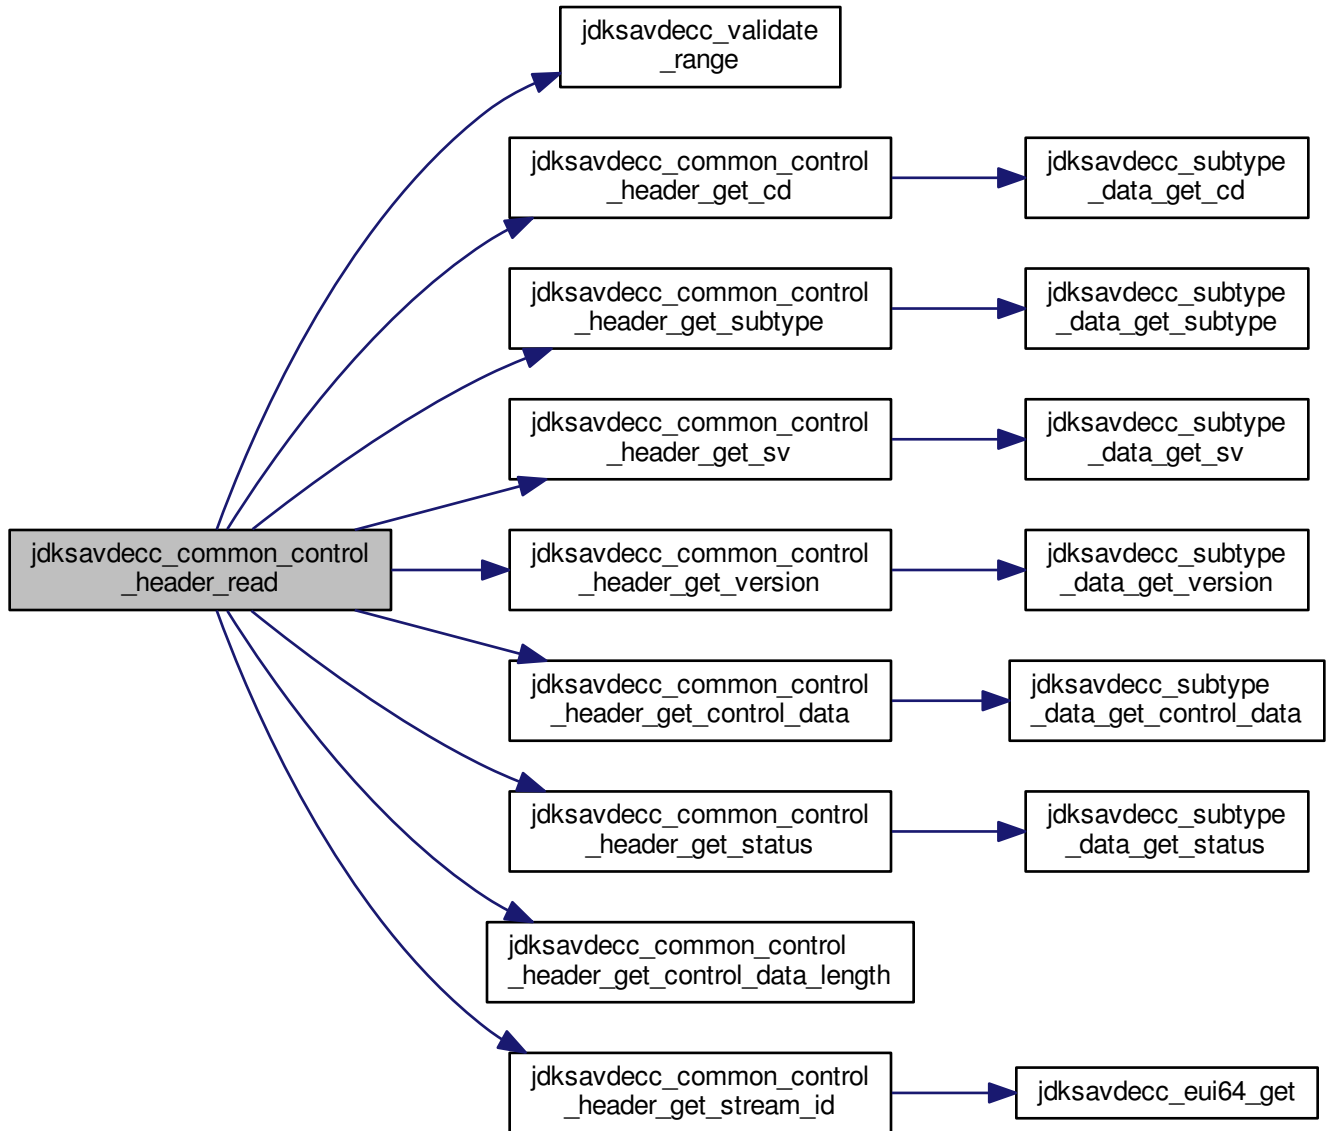 jdksavdecc_validate
_range
jdksavdecc_common_control
_header_get_cd
jdksavdecc_subtype
_data_get_cd
jdksavdecc_common_control
_header_get_subtype
jdksavdecc_subtype
_data_get_subtype
jdksavdecc_common_control
_header_get_sv
jdksavdecc_subtype
_data_get_sv
jdksavdecc_common_control
_header_read
jdksavdecc_common_control
_header_get_version
jdksavdecc_subtype
_data_get_version
jdksavdecc_common_control
_header_get_control_data
jdksavdecc_subtype
_data_get_control_data
jdksavdecc_common_control
_header_get_status
jdksavdecc_subtype
_data_get_status
jdksavdecc_common_control
_header_get_control_data_length
jdksavdecc_common_control
_header_get_stream_id
jdksavdecc_eui64_get